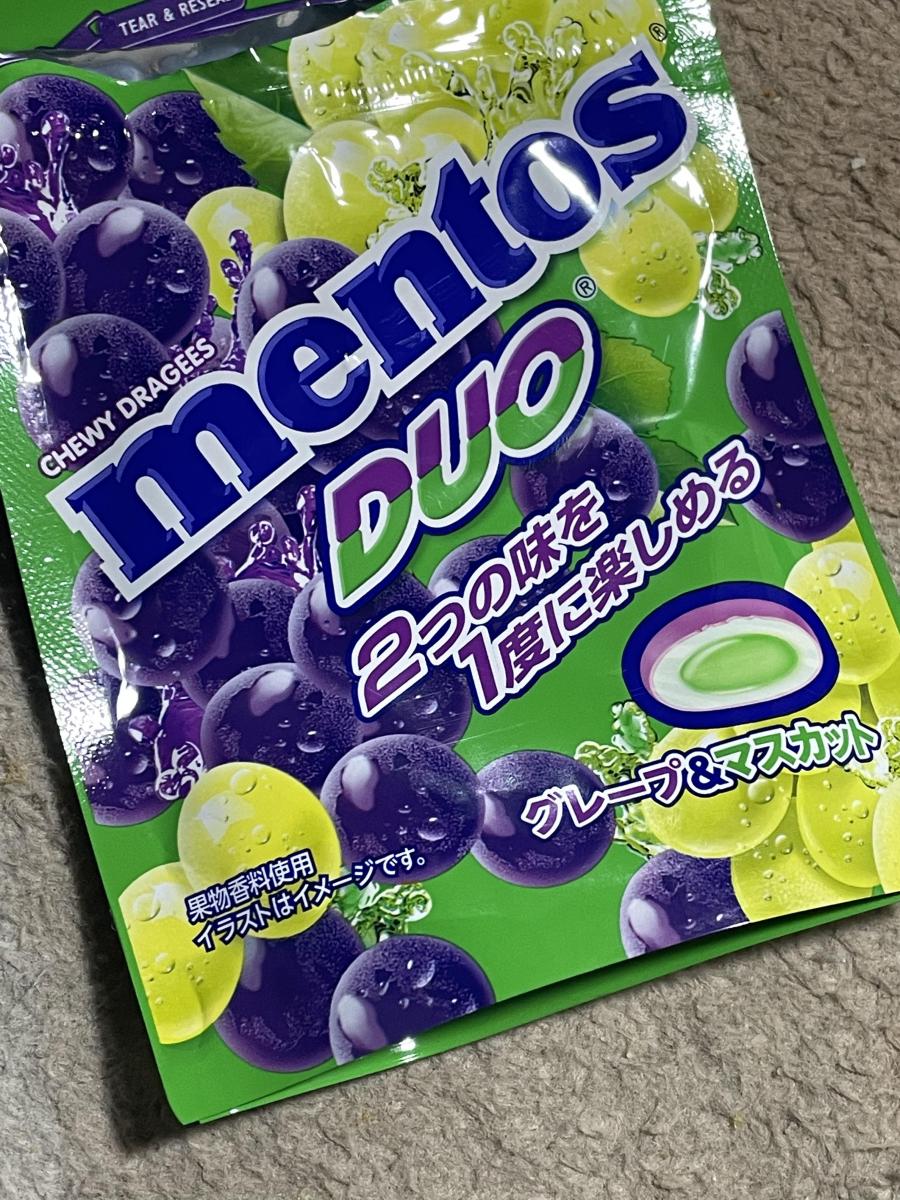 TEAR & RESEAL
mentos®
CHEWY DRAGEES
DUO®
2つの味を
1度に楽しめる
グレープ&マスカット
果物香料使用
イラストはイメージです。